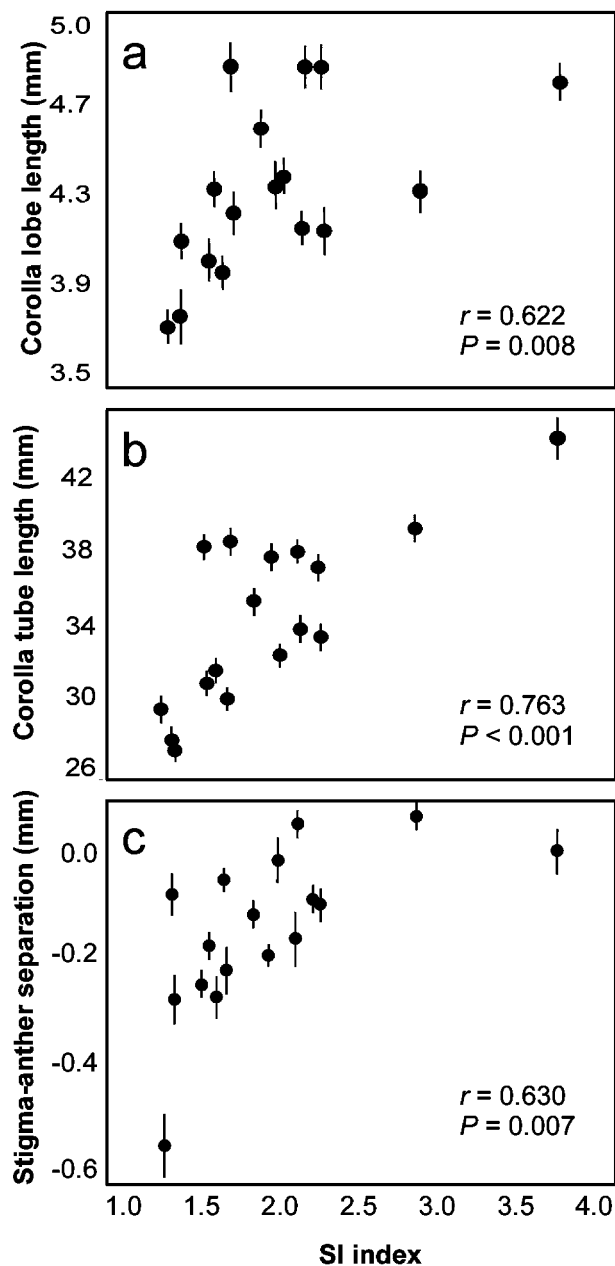 a
Corolla lobe length (mm)
5.0
4.7
4.3
3.9
3.5
r = 0.622
P = 0.008
b
Corolla tube length (mm)
42
38
34
30
26
r = 0.763
P < 0.001
c
Stigma-anther separation (mm)
0.0
-0.2
-0.4
-0.6
r = 0.630
P = 0.007
1.0 1.5 2.0 2.5 3.0 3.5 4.0
SI index